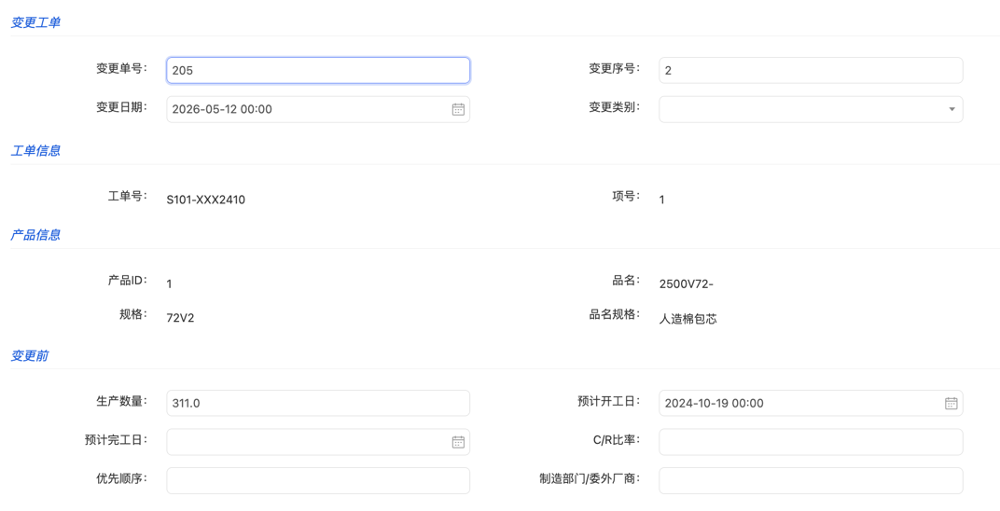 变更工单
变更单号： 205 变更序号： 2
变更日期： 2026-05-12 00:00 变更类别：
工单信息
工单号： S101-XXX2410 项号： 1
产品信息
产品ID： 1 品名： 2500V72-
规格： 72V2 品名规格： 人造棉包芯
变更前
生产数量： 311.0 预计开工日： 2024-10-19 00:00
预计完工日： C/R比率：
优先顺序： 制造部门/委外厂商：